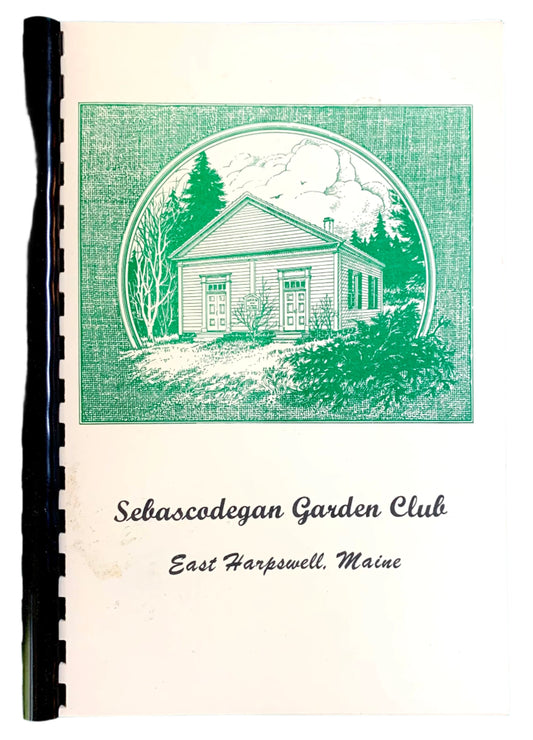 Sebascodegan Garden Club
East Harpswell, Maine